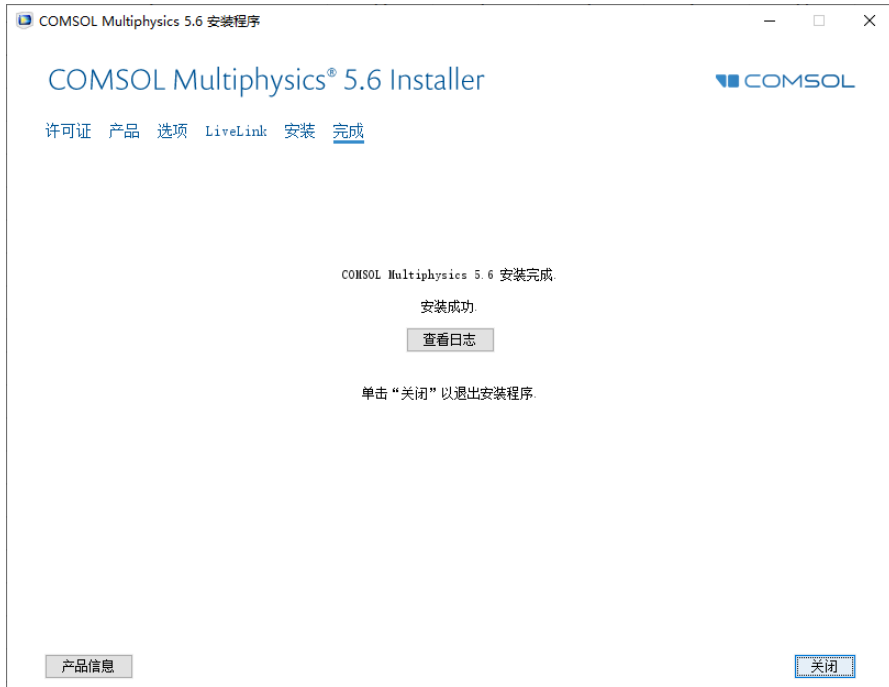 COMSOL Multiphysics 5.6 安装程序
COMSOL Multiphysics® 5.6 Installer
COMSOL
许可证 产品 选项 LiveLink 安装 完成
COMSOL Multiphysics 5.6 安装完成.
安装成功.
查看日志
单击“关闭”以退出安装程序.
产品信息
关闭